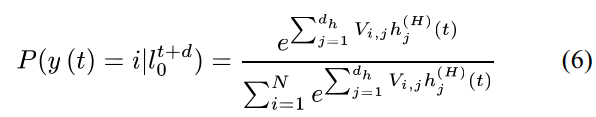 P(y(t) = i|l_0^{t+d}) = \frac{e^{\sum_{j=1}^{d_h} V_{i,j} h_j^{(H)}(t)}}{\sum_{i=1}^{N} e^{\sum_{j=1}^{d_h} V_{i,j} h_j^{(H)}(t)}} (6)